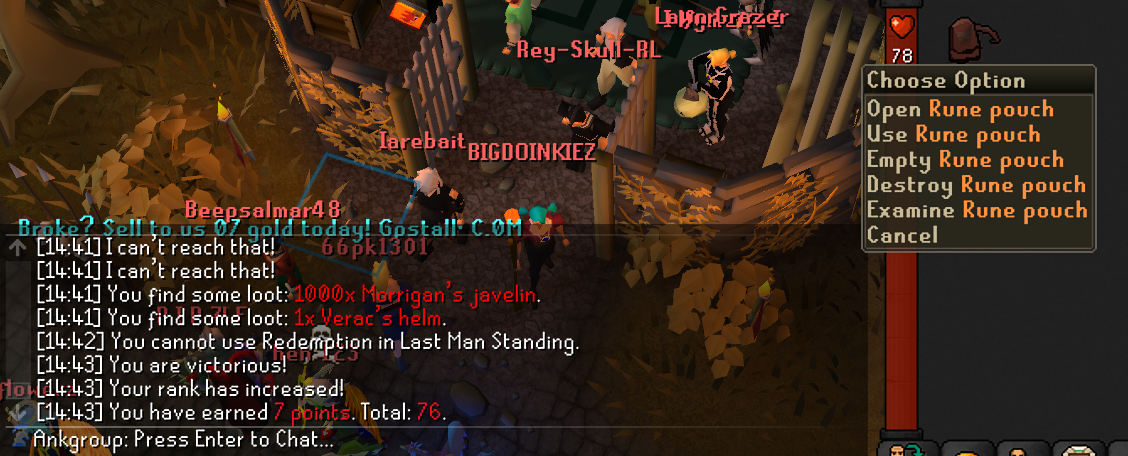 Rey-Skull-RL
78
Choose Option
Open Rune pouch
Use Rune pouch
Empty Rune pouch
Destroy Rune pouch
Examine Rune pouch
Cancel
Iarebait
BIGDOINKIEZ
Beepsalmar48
Broke? Sell to us 07 gold today! Gpstall' C.0M
66pk1301
[14:41] I can't reach that!
[14:41] I can't reach that!
[14:41] You find some loot: 1000x Morrigan's javelin.
[14:41] You find some loot: 1x Verac's helm.
[14:42] You cannot use Redemption in Last Man Standing.
[14:43] You are victorious!
[14:43] Your rank has increased!
[14:43] You have earned 7 points. Total: 76.
Ankgroup: Press Enter to Chat...